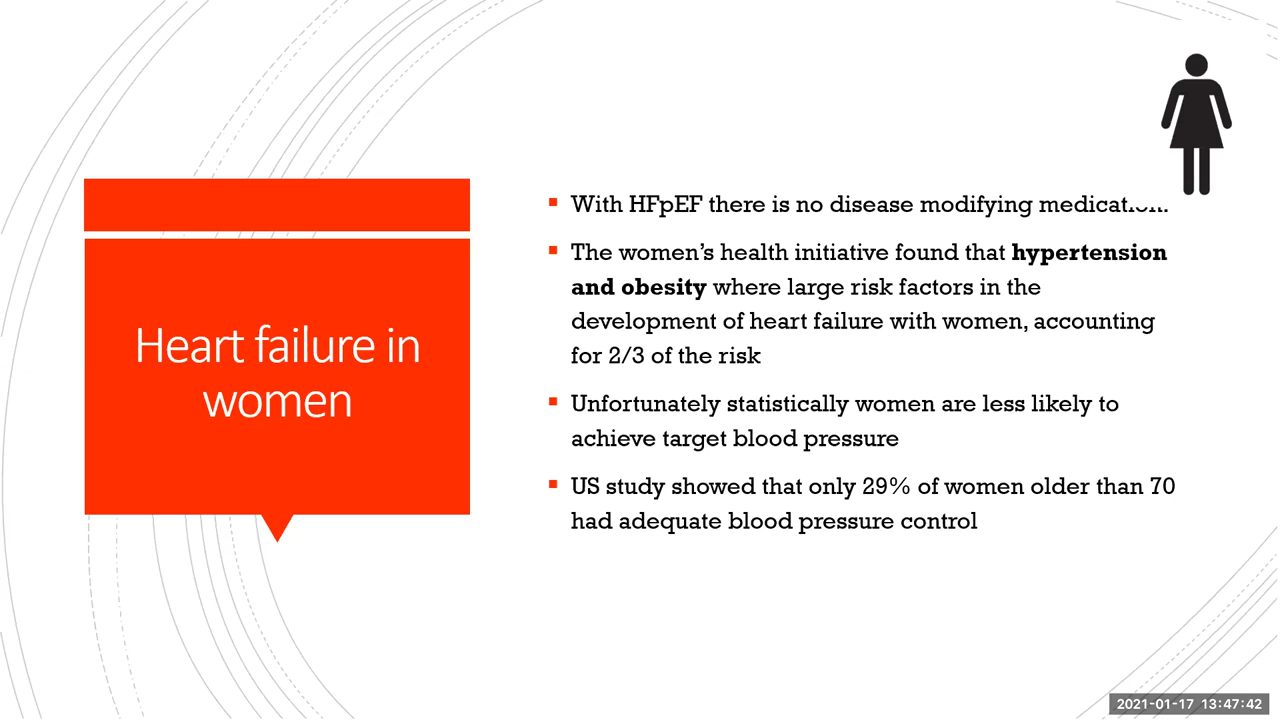 Heart failure in
women
With HFpEF there is no disease modifying
The women's health initiative found that hypertension
and obesity where large risk factors in the
development of heart failure with women, accounting
for 2/3 of the risk
Unfortunately statistically women are less likely to
achieve target blood pressure
US study showed that only 29% of women older than 70
had adequate blood pressure control
2021-01-17 13:47:42